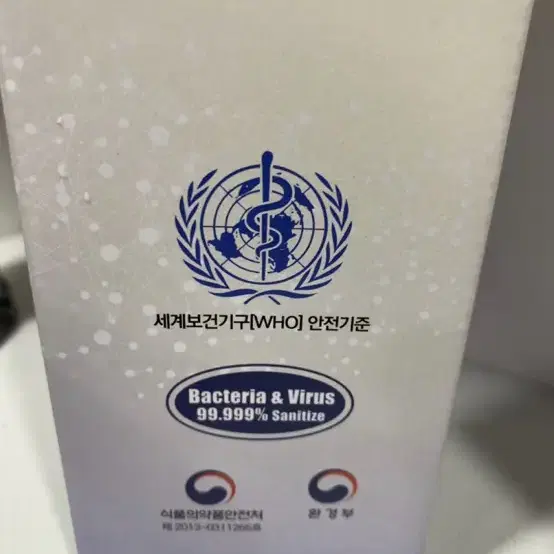 세계보건기구[WHO] 안전기준
Bacteria & Virus
99.999% Sanitize
식품의약품안전처 환경부